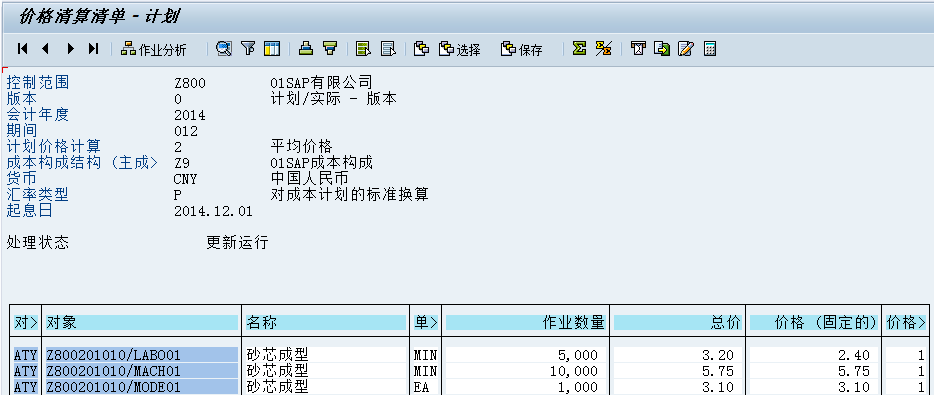 价格清算清单 - 计划
作业分析 选择 保存
控制范围 Z800 01SAP有限公司
版本 0 计划/实际 - 版本
会计年度 2014
期间 012
计划价格计算 2 平均价格
成本构成结构 (主成> Z9 01SAP成本构成
货币 CNY 中国人民币
汇率类型 P 对成本计划的标准换算
起息日 2014.12.01
处理状态 更新运行
对> 对象 名称 单> 作业数量 总价 价格 (固定的) 价格>
ATY Z800201010/LABO01 砂芯成型 MIN 5,000 3.20 2.40 1
ATY Z800201010/MACH01 砂芯成型 MIN 10,000 5.75 5.75 1
ATY Z800201010/MODE01 砂芯成型 EA 1,000 3.10 3.10 1